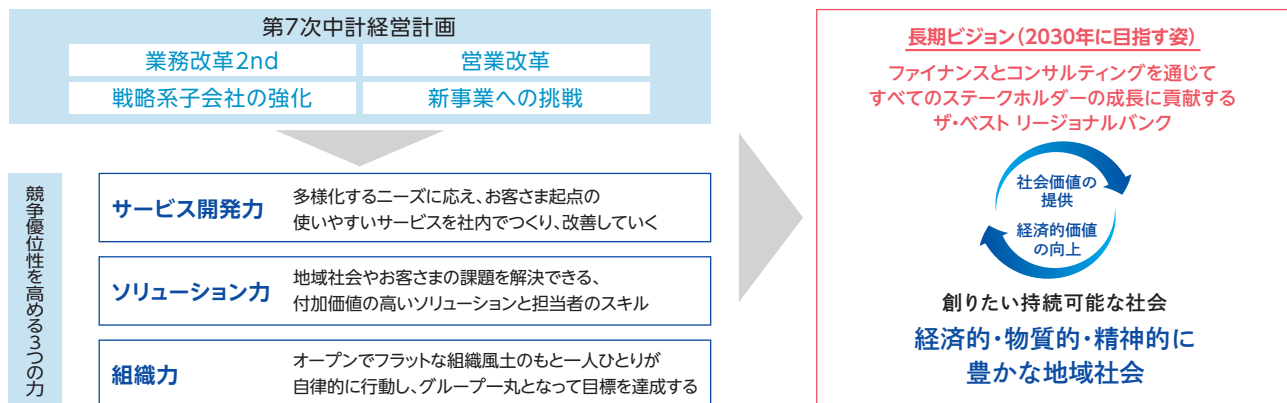 第7次中計経営計画
業務改革2nd
営業改革
戦略系子会社の強化
新事業への挑戦
競争優位性を高める3つの力
サービス開発力
多様化するニーズに応え、お客さま起点の
使いやすいサービスを社内でつくり、改善していく
ソリューション力
地域社会やお客さまの課題を解決できる、
付加価値の高いソリューションと担当者のスキル
組織力
オープンでフラットな組織風土のもと一人ひとりが
自律的に行動し、グループ一丸となって目標を達成する
長期ビジョン(2030年に目指す姿)
ファイナンスとコンサルティングを通じて
すべてのステークホルダーの成長に貢献する
ザ・ベスト リージョナルバンク
社会価値の
提供
経済的価値
の向上
創りたい持続可能な社会
経済的・物質的・精神的に
豊かな地域社会